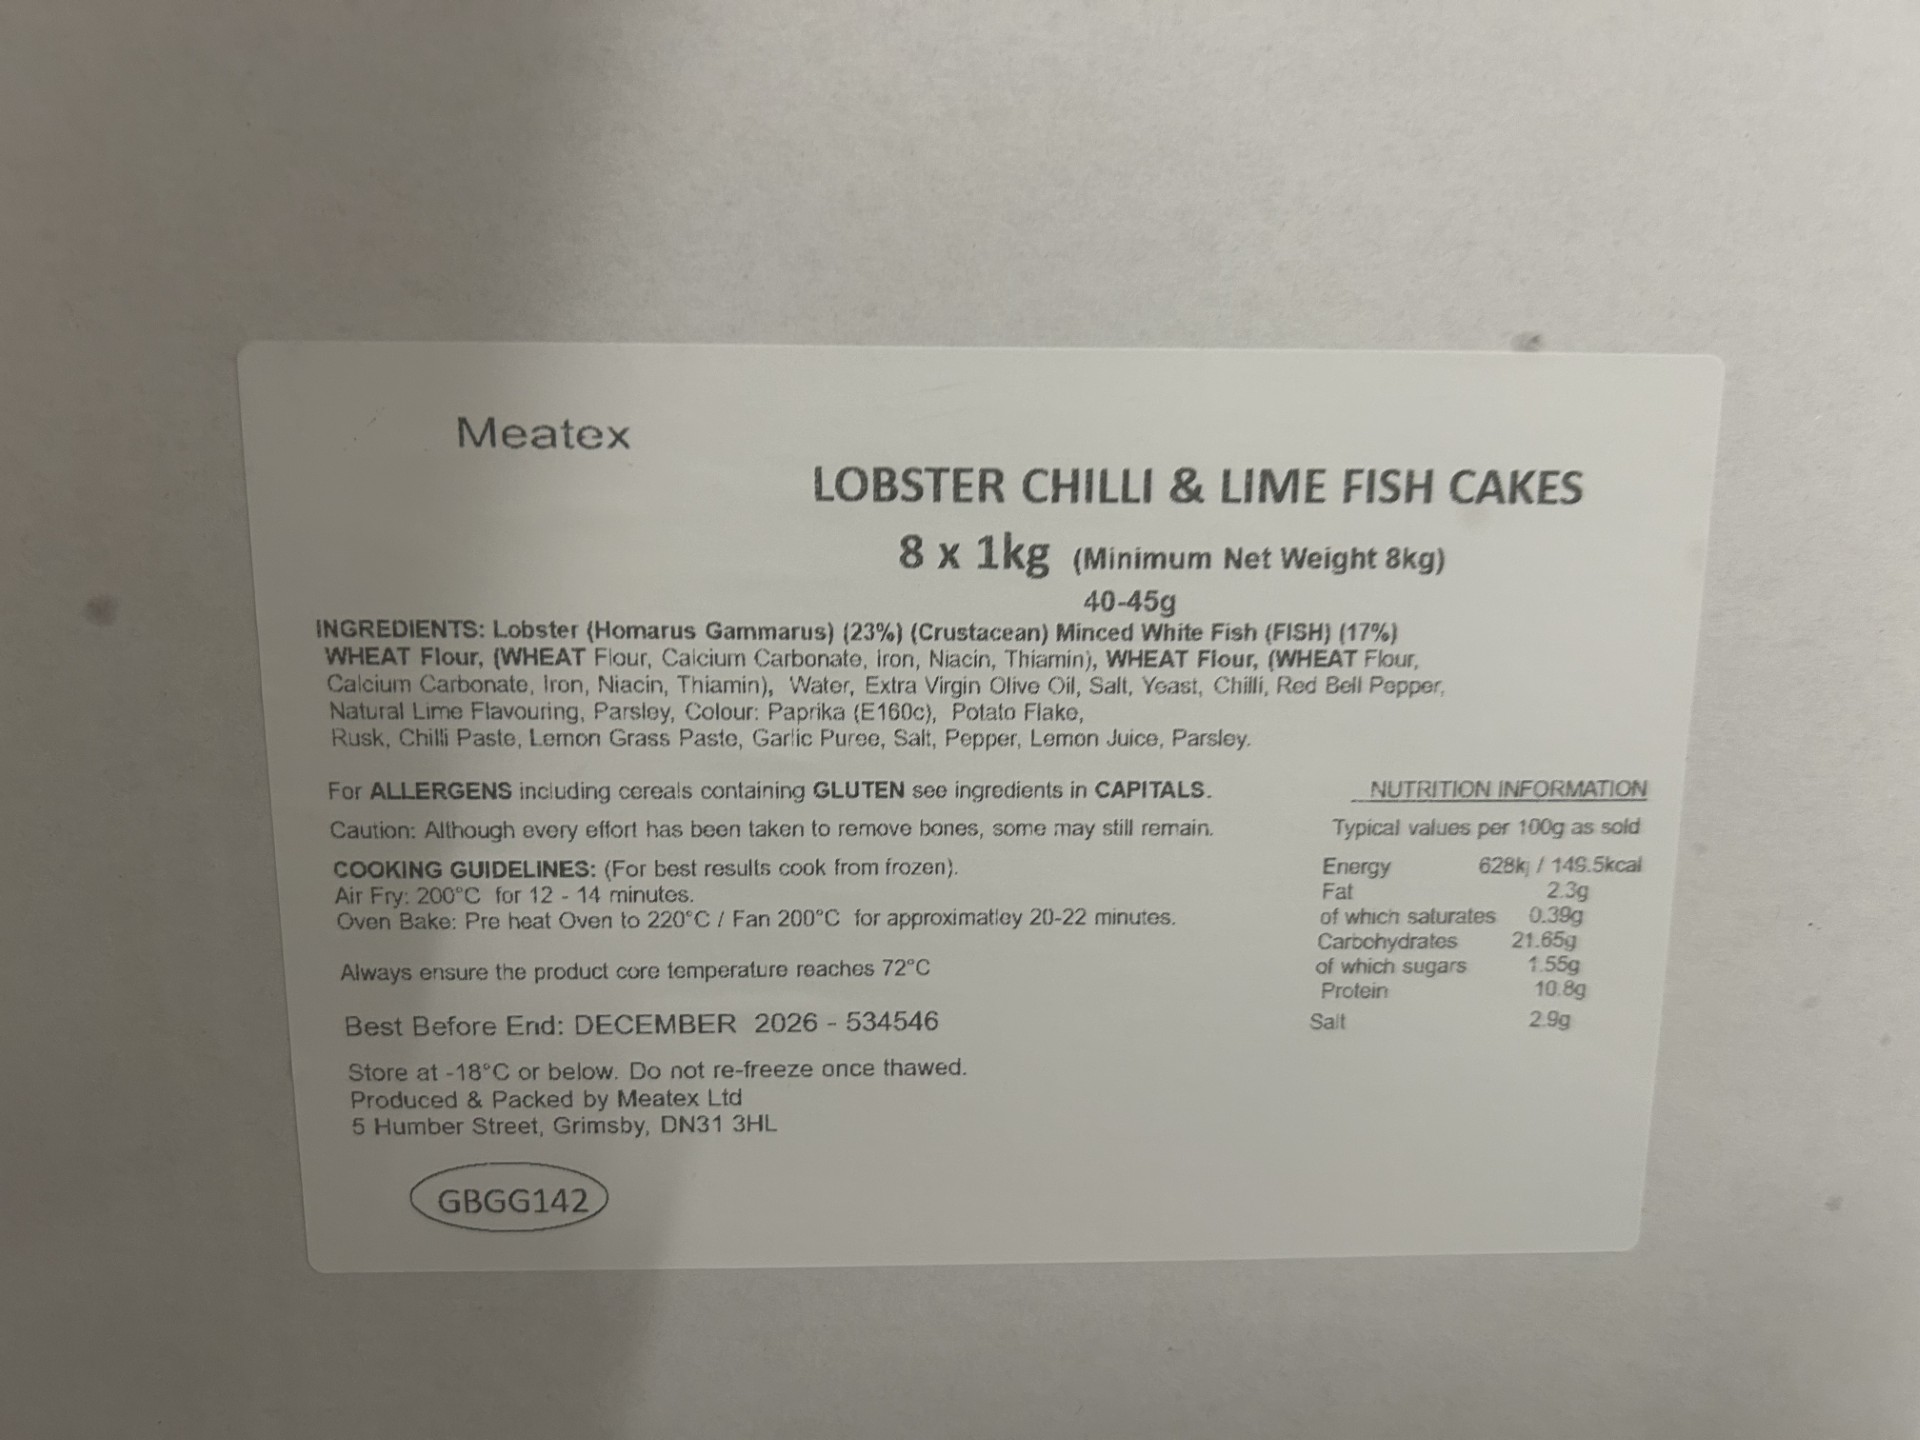 Meatex
LOBSTER CHILLI & LIME FISH CAKES
8 x 1kg (Minimum Net Weight 8kg)
40-45g
INGREDIENTS: Lobster (Homarus Gammarus) (23%) (Crustacean) Minced White Fish (FISH) (17%)
WHEAT Flour, (WHEAT Flour, Calcium Carbonate, Iron, Niacin, Thiamin), WHEAT Flour, (WHEAT Flour,
Calcium Carbonate, Iron, Niacin, Thiamin), Water, Extra Virgin Olive Oil, Salt, Yeast, Chilli, Red Bell Pepper,
Natural Lime Flavouring, Parsley, Colour: Paprika (E160c), Potato Flake,
Rusk, Chilli Paste, Lemon Grass Paste, Garlic Puree, Salt, Pepper, Lemon Juice, Parsley.
For ALLERGENS including cereals containing GLUTEN see ingredients in CAPITALS.
Caution: Although every effort has been taken to remove bones, some may still remain.
COOKING GUIDELINES: (For best results cook from frozen).
Air Fry: 200°C for 12 - 14 minutes.
Oven Bake: Pre heat Oven to 220°C / Fan 200°C for approximatley 20-22 minutes.
Always ensure the product core temperature reaches 72°C
Best Before End: DECEMBER 2026 - 534546
Store at -18°C or below. Do not re-freeze once thawed.
Produced & Packed by Meatex Ltd
5 Humber Street, Grimsby, DN31 3HL
GBGG142
NUTRITION INFORMATION
Typical values per 100g as sold
Energy 628kj /
Fat 2.3g
of which saturates 0.39g
Carbohydrates 21.65g
of which sugars 1.55g
Protein 10.8g
Salt 2.9g